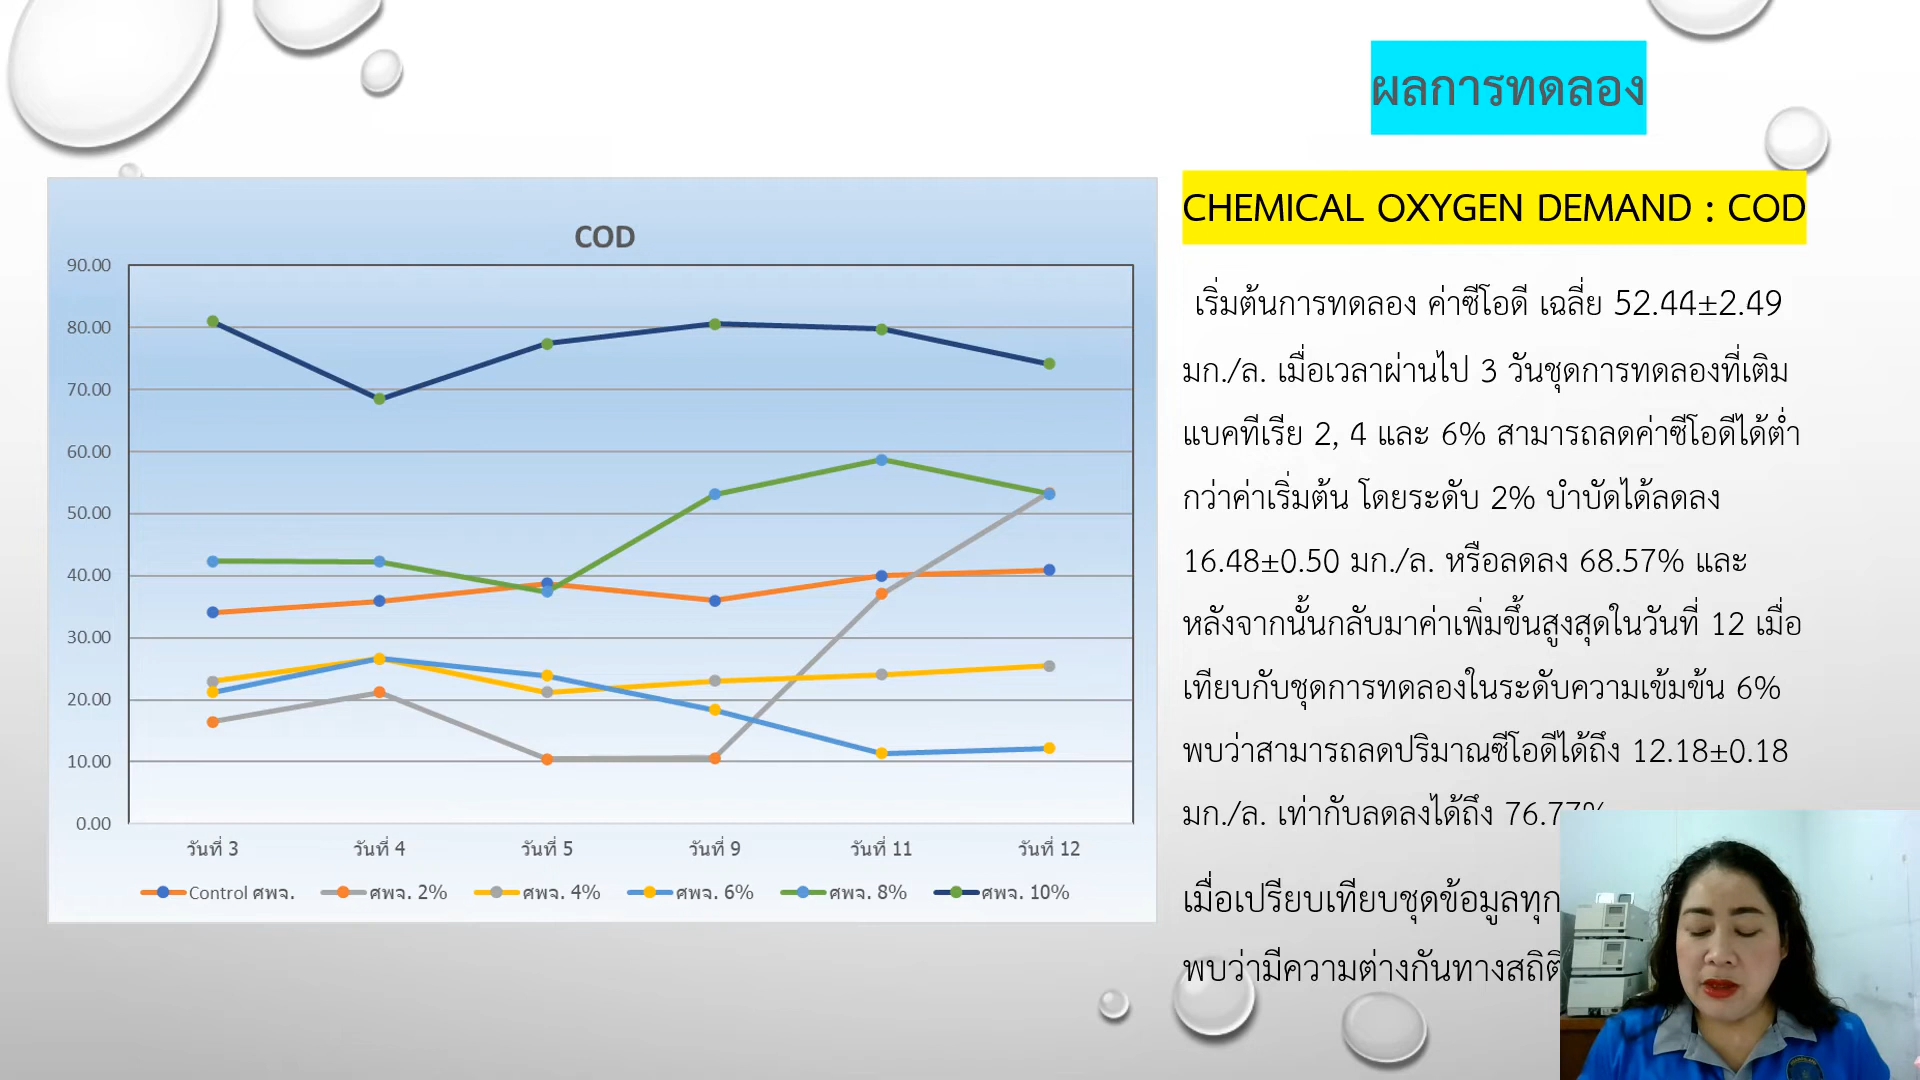 ผลการทดลอง
COD
90.00
80.00
70.00
60.00
50.00
40.00
30.00
20.00
10.00
0.00
วันที่ 3 วันที่ 4 วันที่ 5 วันที่ 9 วันที่ 11 วันที่ 12
Control ศพจ. ศพจ. 2% ศพจ. 4% ศพจ. 6% ศพจ. 8% ศพจ. 10%
CHEMICAL OXYGEN DEMAND : COD
เริ่มต้นการทดลอง ค่าซีโอดี เฉลี่ย 52.44±2.49
มก./ล. เมื่อเวลาผ่านไป 3 วันชุดการทดลองที่เติม
แบคทีเรีย 2, 4 และ 6% สามารถลดค่าซีโอดีได้ต่ำ
กว่าค่าเริ่มต้น โดยระดับ 2% บำบัดได้ลดลง
16.48±0.50 มก./ล. หรือลดลง 68.57% และ
หลังจากนั้นกลับมาค่าเพิ่มขึ้นสูงสุดในวันที่ 12 เมื่อ
เทียบกับชุดการทดลองในระดับความเข้มข้น 6%
พบว่าสามารถลดปริมาณซีโอดีได้ถึง 12.18±0.18
มก./ล. เท่ากับลดลงได้ถึง 76.77%
เมื่อเปรียบเทียบชุดข้อมูลทุก
พบว่ามีความต่างกันทางสถิติ